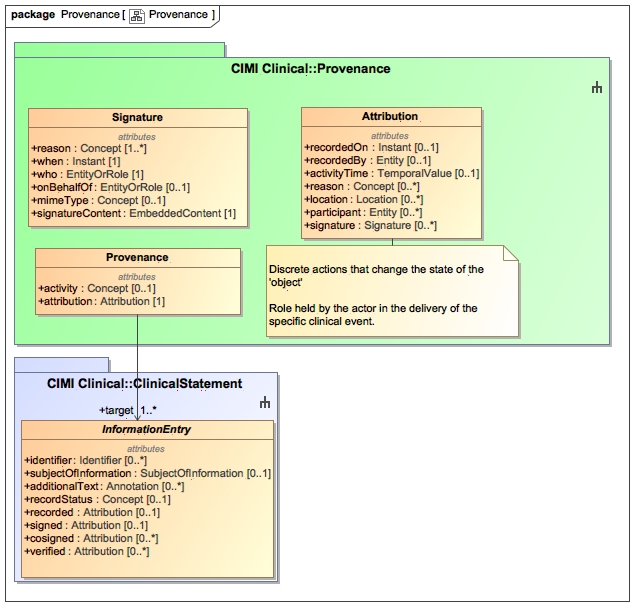 package Provenance [ Provenance ]
CIMI Clinical::Provenance
Signature
attributes
+reason : Concept [1..*]
+when : Instant [1]
+who : EntityOrRole [1]
+onBehalfOf : EntityOrRole [0..1]
+mimeType : Concept [0..1]
+signatureContent : EmbeddedContent [1]
Attribution
attributes
+recordedOn : Instant [0..1]
+recordedBy : Entity [0..1]
+activityTime : TemporalValue [0..1]
+reason : Concept [0..*]
+location : Location [0..*]
+participant : Entity [0..*]
+signature : Signature [0..*]
Provenance
attributes
+activity : Concept [0..1]
+attribution : Attribution [1]
Discrete actions that change the state of the
'object'
Role held by the actor in the delivery of the
specific clinical event.
CIMI Clinical::ClinicalStatement
+target 1..*
InformationEntry
attributes
+identifier : Identifier [0..*]
+subjectOfInformation : SubjectOfInformation [0..1]
+additionalText : Annotation [0..*]
+recordStatus : Concept [0..1]
+recorded : Attribution [0..1]
+signed : Attribution [0..1]
+cosigned : Attribution [0..*]
+verified : Attribution [0..*]